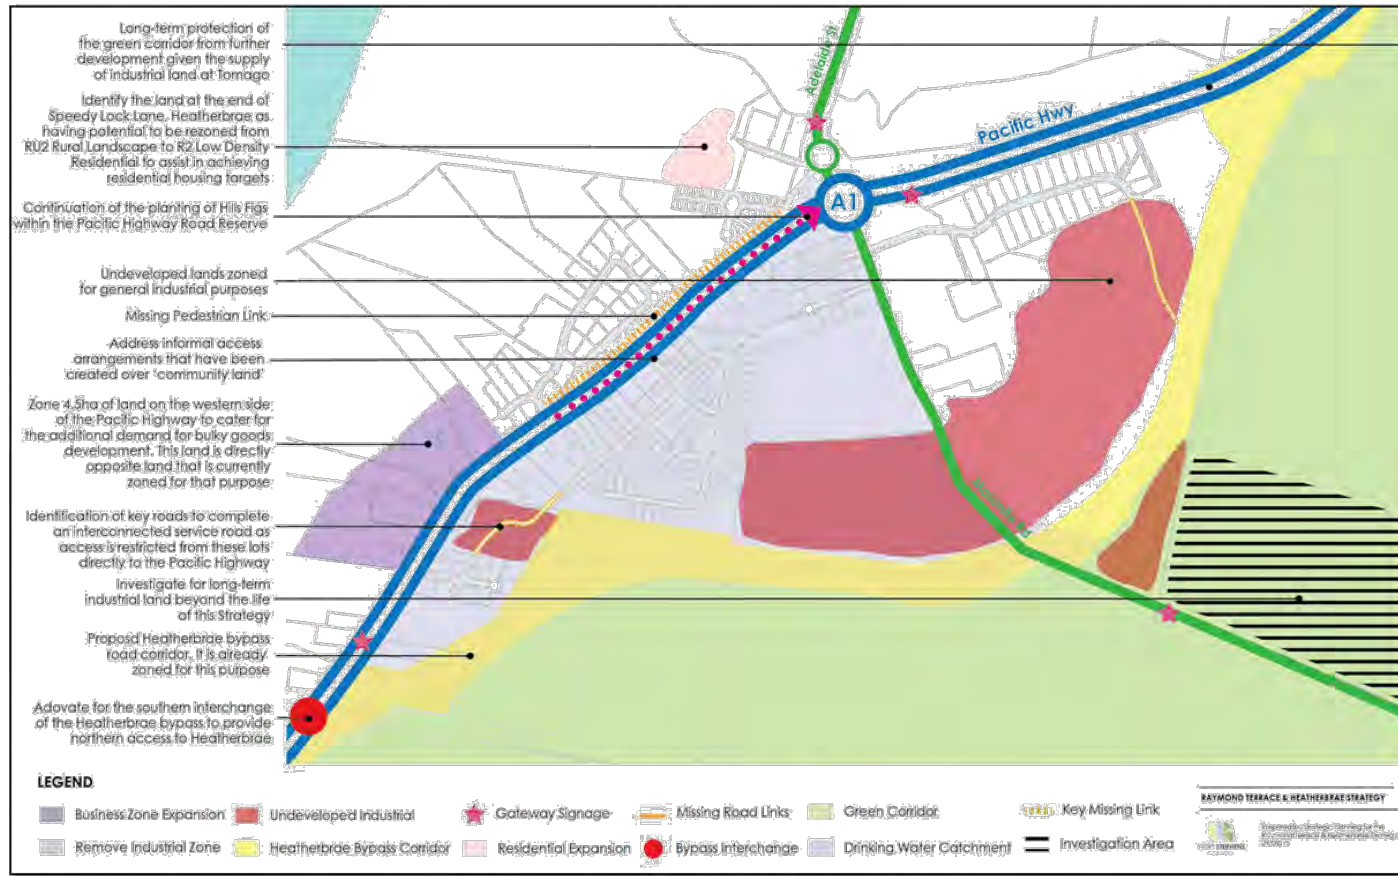 Long-term protection of
the green corridor from further
development given the supply
of industrial land at Tomago
Identify the land at the end of
Speedy Lock Lane, Heatherbrae as
having potential to be rezoned from
RU2 Rural Landscape to R2 Low Density
Residential to assist in achieving
residential housing targets
Continuation of the planting of Hills Figs
within the Pacific Highway Road Reserve
Undeveloped lands zoned
for general industrial purposes
Missing Pedestrian Link
Address informal access
arrangements that have been
created over 'community land'
Zone 4.5ha of land on the western side
of the Pacific Highway to cater for
the additional demand for bulky goods
development. This land is directly
opposite land that is currently
zoned for that purpose
Identification of key roads to complete
an interconnected service road as
access is restricted from these lots
directly to the Pacific Highway
Investigate for long-term
industrial land beyond the life
of this Strategy
Proposd Heatherbrae bypass
road corridor. It is already
zoned for this purpose
Adovate for the southern interchange
of the Heatherbrae bypass to provide
northern access to Heatherbrae
Adelaide St
Pacific Hwy
A1
LEGEND
Business Zone Expansion
Undeveloped Industrial
Gateway Signage
Missing Road Links
Green Corridor
Key Missing Link
Remove Industrial Zone
Heatherbrae Bypass Corridor
Residential Expansion
Bypass Interchange
Drinking Water Catchment
Investigation Area
RAYMOND TERRACE & HEATHERBRAE STRATEGY
PORT STEPHENS